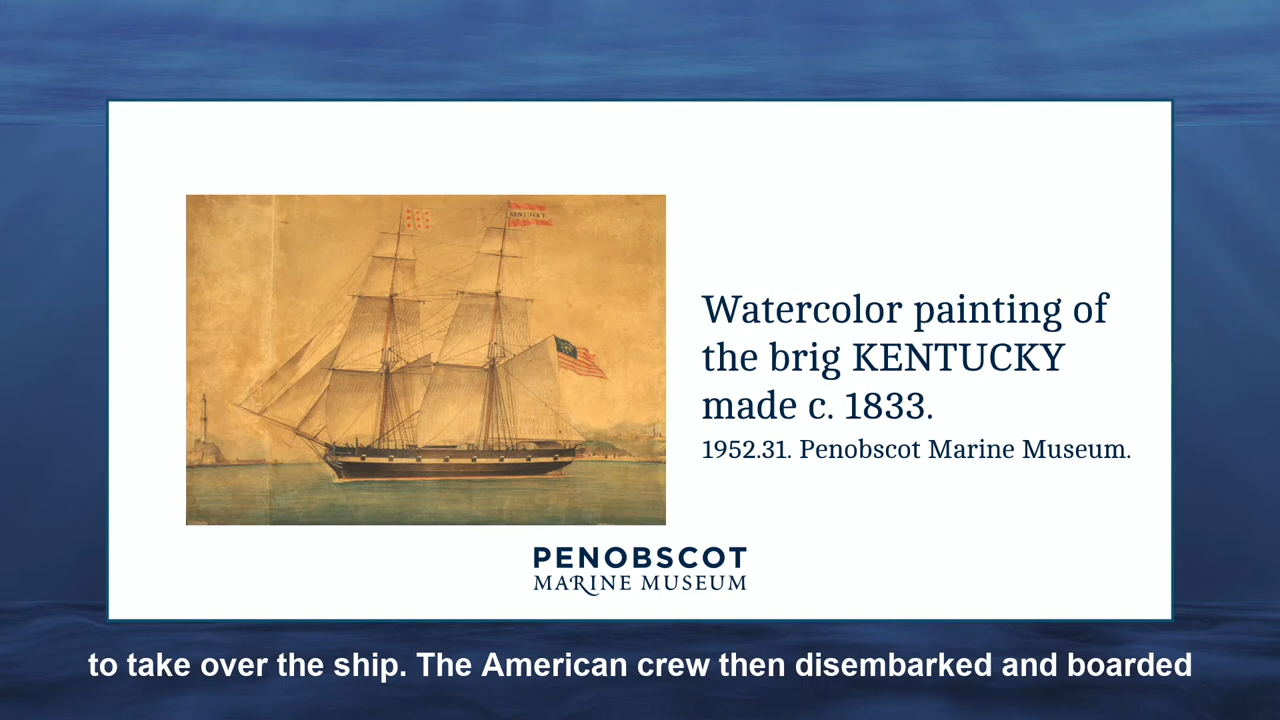 KENTUCKY
Watercolor painting of
the brig KENTUCKY
made c. 1833.
1952.31. Penobscot Marine Museum.
PENOBSCOT
MARINE MUSEUM
to take over the ship. The American crew then disembarked and boarded